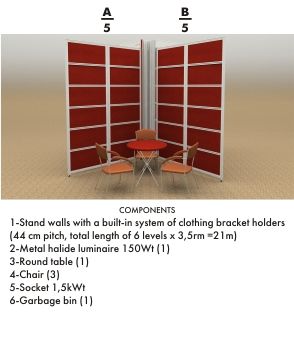 A B
5 5
COMPONENTS
1-Stand walls with a built-in system of clothing bracket holders
(44 cm pitch, total length of 6 levels x 3,5rm =21m)
2-Metal halide luminaire 150Wt (1)
3-Round table (1)
4-Chair (3)
5-Socket 1,5kWt
6-Garbage bin (1)